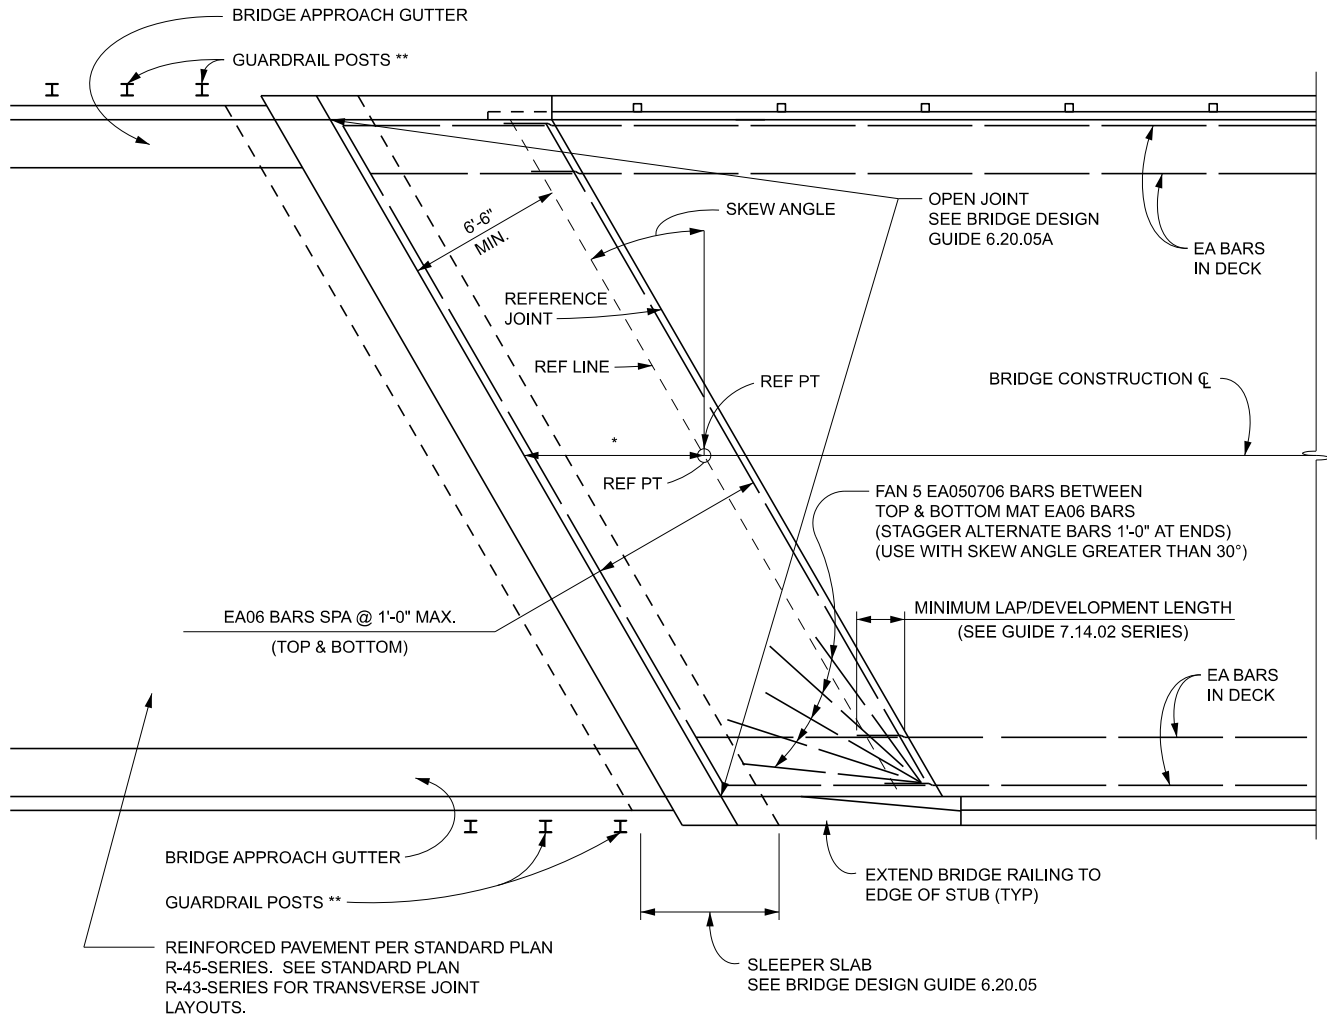 BRIDGE APPROACH GUTTER
GUARDRAIL POSTS **
6'-6"
MIN.
SKEW ANGLE
OPEN JOINT
SEE BRIDGE DESIGN
GUIDE 6.20.05A
EA BARS
IN DECK
REFERENCE
JOINT
REF LINE
REF PT
BRIDGE CONSTRUCTION ℄
*
REF PT
FAN 5 EA050706 BARS BETWEEN
TOP & BOTTOM MAT EA06 BARS
(STAGGER ALTERNATE BARS 1'-0" AT ENDS)
(USE WITH SKEW ANGLE GREATER THAN 30°)
EA06 BARS SPA @ 1'-0" MAX.
(TOP & BOTTOM)
MINIMUM LAP/DEVELOPMENT LENGTH
(SEE GUIDE 7.14.02 SERIES)
EA BARS
IN DECK
BRIDGE APPROACH GUTTER
GUARDRAIL POSTS **
EXTEND BRIDGE RAILING TO
EDGE OF STUB (TYP)
REINFORCED PAVEMENT PER STANDARD PLAN
R-45-SERIES. SEE STANDARD PLAN
R-43-SERIES FOR TRANSVERSE JOINT
LAYOUTS.
SLEEPER SLAB
SEE BRIDGE DESIGN GUIDE 6.20.05